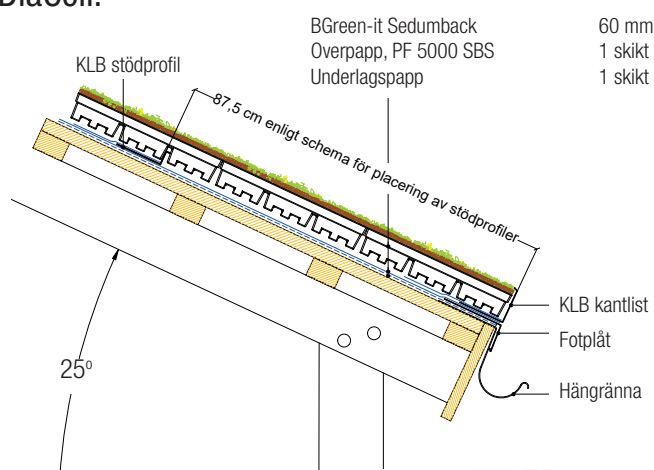 BGreen-it Sedumback 60 mm
Overpapp, PF 5000 SBS 1 skikt
Underlagspapp 1 skikt
KLB stödprofil
87,5 cm enligt schema för placering av stödprofiler
KLB kantlist
Fotplåt
Hängränna
25º